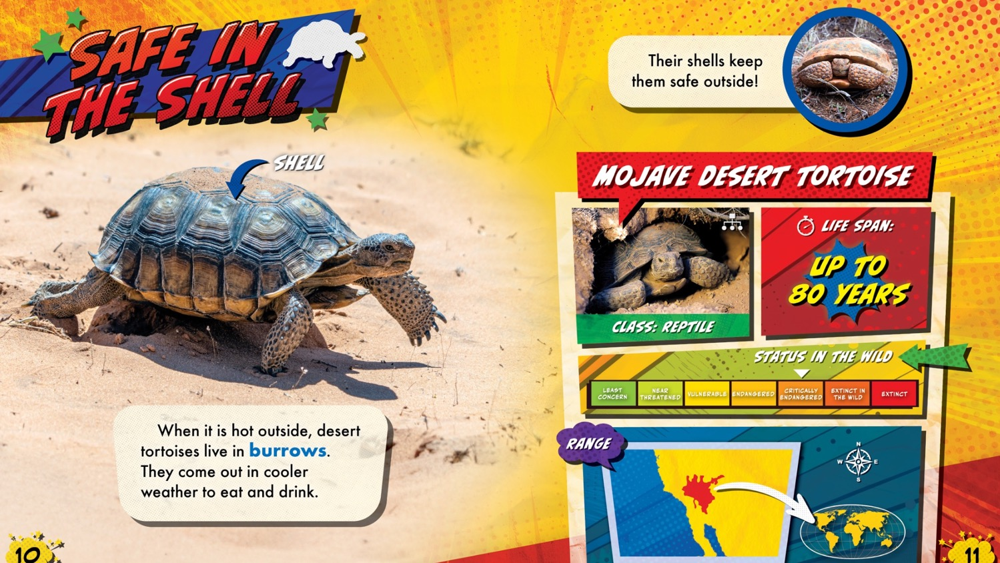 SAFE IN
THE SHELL
SHELL
When it is hot outside, desert
tortoises live in burrows.
They come out in cooler
weather to eat and drink.
10
Their shells keep
them safe outside!
MOJAVE DESERT TORTOISE
CLASS: REPTILE
LIFE SPAN:
UP TO
80 YEARS
STATUS IN THE WILD
LEAST
CONCERN
NEAR
THREATENED
VULNERABLE
ENDANGERED
CRITICALLY
ENDANGERED
EXTINCT IN
THE WILD
EXTINCT
RANGE
N
W E
S
11